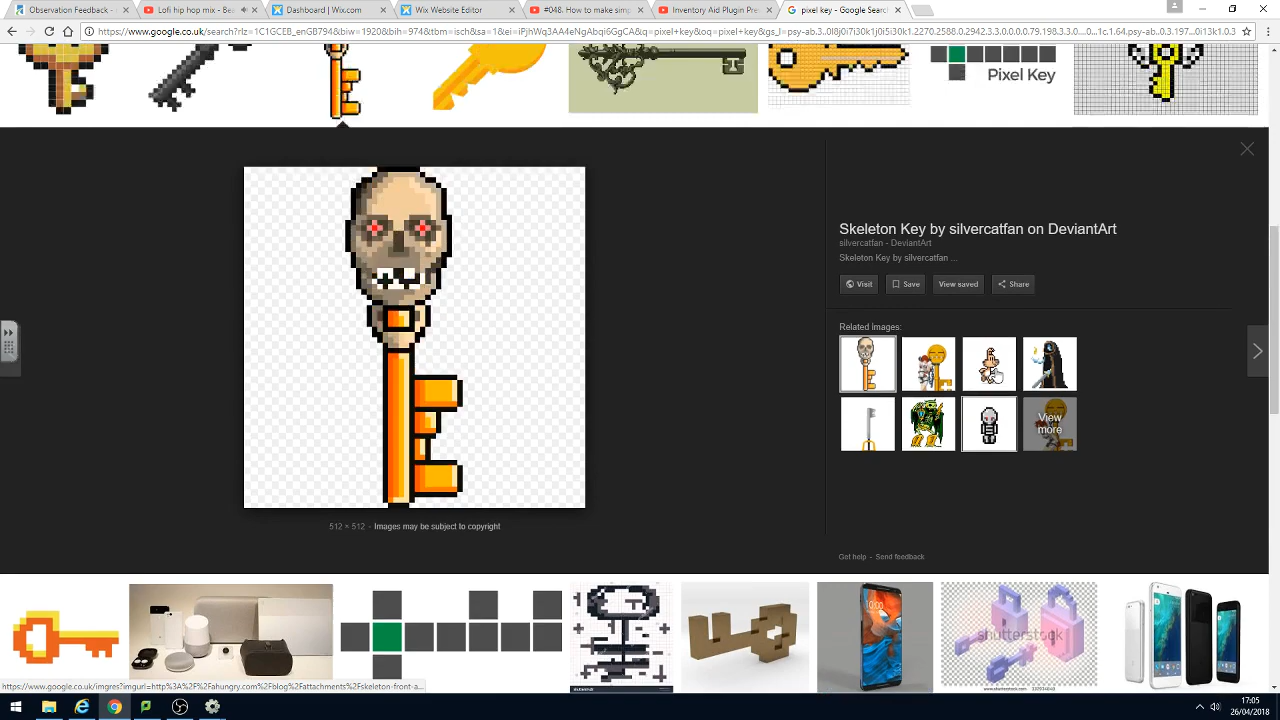 Observation Feedback -
Lofi hip hop mix - B
Dashboard | Wix.com
Wix Website Editor
#048. How to make simp
Inventory Aid Plugin Pre
pixel key - Google Searc
Pixel Key
Skeleton Key by silvercatfan on DeviantArt
silvercatfan - DeviantArt
Skeleton Key by silvercatfan ...
Visit
Save
View saved
Share
Related images:
View more
512 × 512 - Images may be subject to copyright
Get help - Send feedback
10:00
shutterstock
17:05
26/04/2018